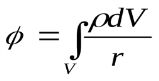 ϕ = ∫_V ρdV / r